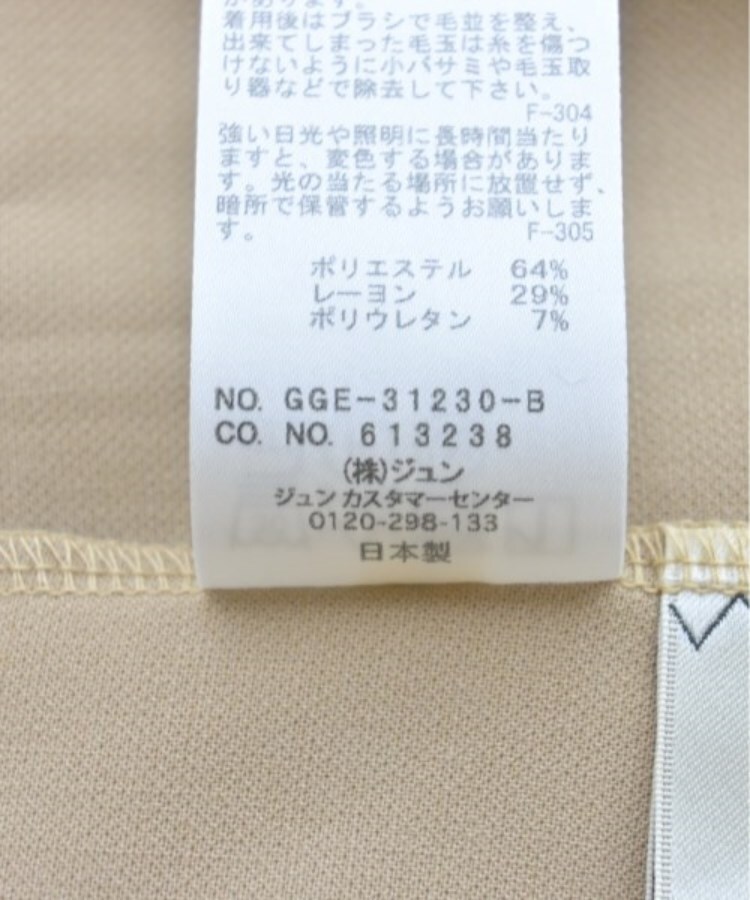 があります。
着用後はブラシで毛並を整え、
出来てしまった毛玉は糸を傷つ
けないように小バサミや毛玉取
り器などで除去して下さい。
F-304
強い日光や照明に長時間当たり
ますと、変色する場合がありま
す。光の当たる場所に放置せず、
暗所で保管するようお願いしま
す。 F-305
ポリエステル 64%
レーヨン 29%
ポリウレタン 7%
NO. GGE-31230-B
CO. NO. 613238
(株)ジュン
ジュン カスタマーセンター
0120-298-133
日本製